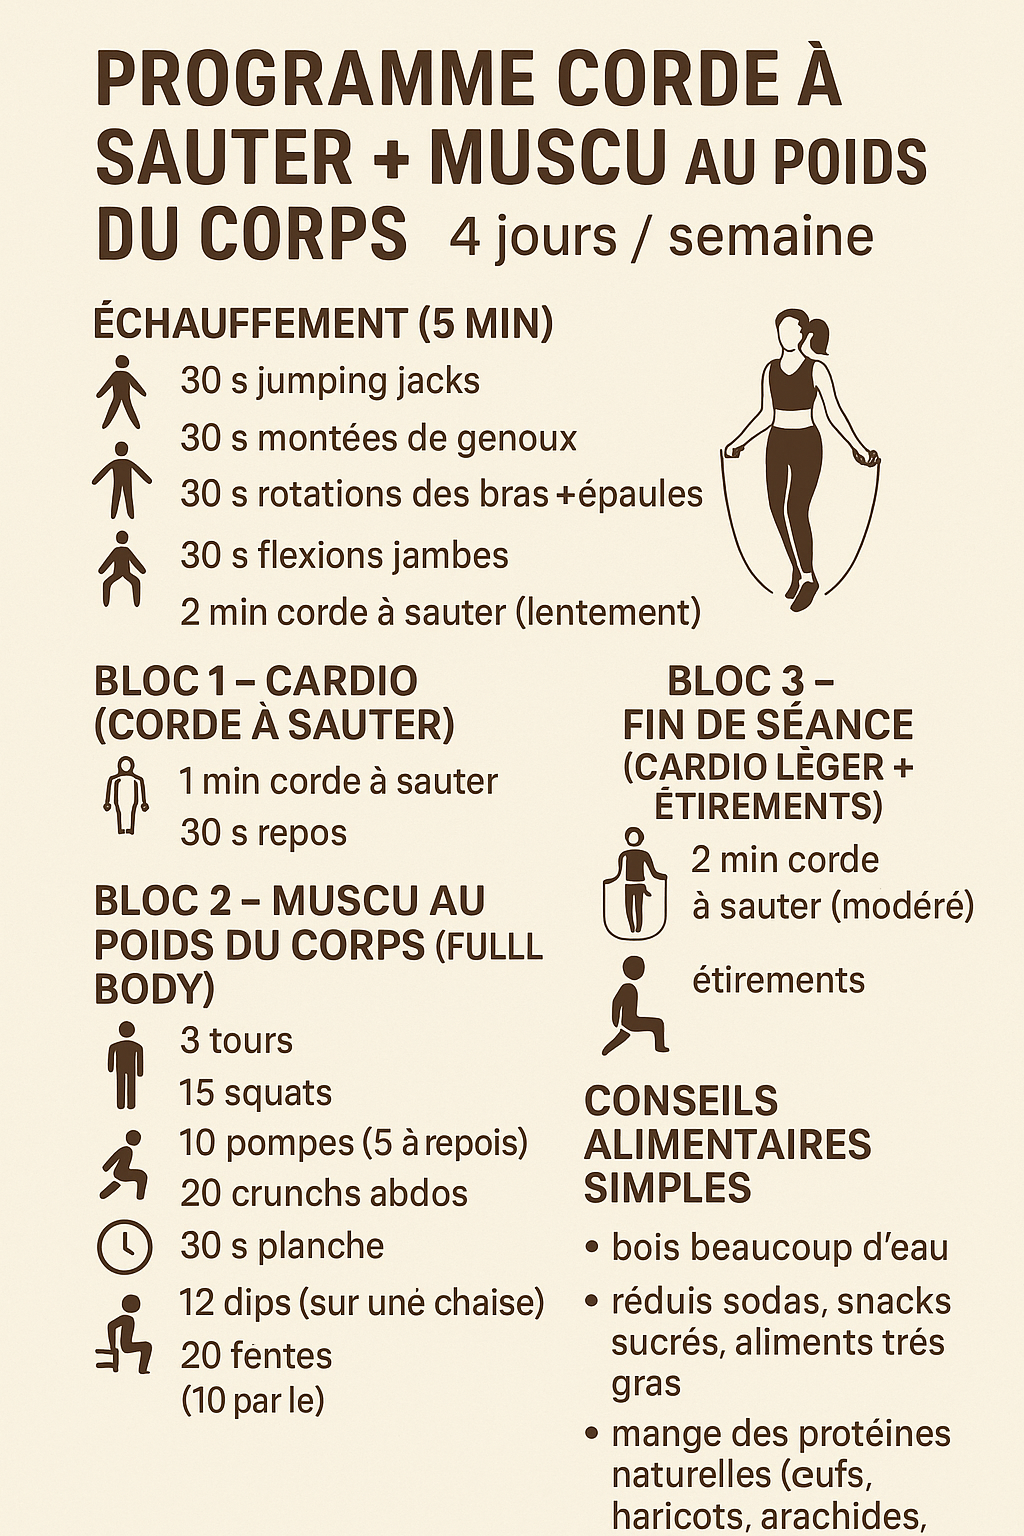 PROGRAMME CORDE À
SAUTER + MUSCU AU POIDS
DU CORPS 4 jours / semaine
ÉCHAUFFEMENT (5 MIN)
30 s jumping jacks
30 s montées de genoux
30 s rotations des bras +épaules
30 s flexions jambes
2 min corde à sauter (lentement)
BLOC 1 – CARDIO
(CORDE À SAUTER)
1 min corde à sauter
30 s repos
BLOC 2 – MUSCU AU
POIDS DU CORPS (FULLL
BODY)
3 tours
15 squats
10 pompes (5 à repois)
20 crunchs abdos
30 s planche
12 dips (sur uné chaise)
20 fentes
(10 par le)
BLOC 3 –
FIN DE SÉANCE
(CARDIO LÈGER +
ÉTIREMENTS)
2 min corde
à sauter (modéré)
étirements
CONSEILS
ALIMENTAIRES
SIMPLES
• bois beaucoup d’eau
• réduis sodas, snacks
sucrés, aliments trés
gras
• mange des protéines
naturelles (œufs,
haricots, arachides,